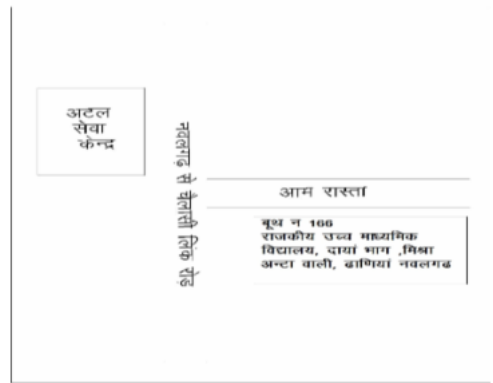 अटल
सेवा
केन्द्र
नवलगढ़ से चैलासी लिंक रोड़
आम रास्ता
बूथ न 166
राजकीय उच्च माध्यमिक
विद्यालय, दायां भाग ,मिश्रा
अन्टा वाली, ढाणियां नवलगढ